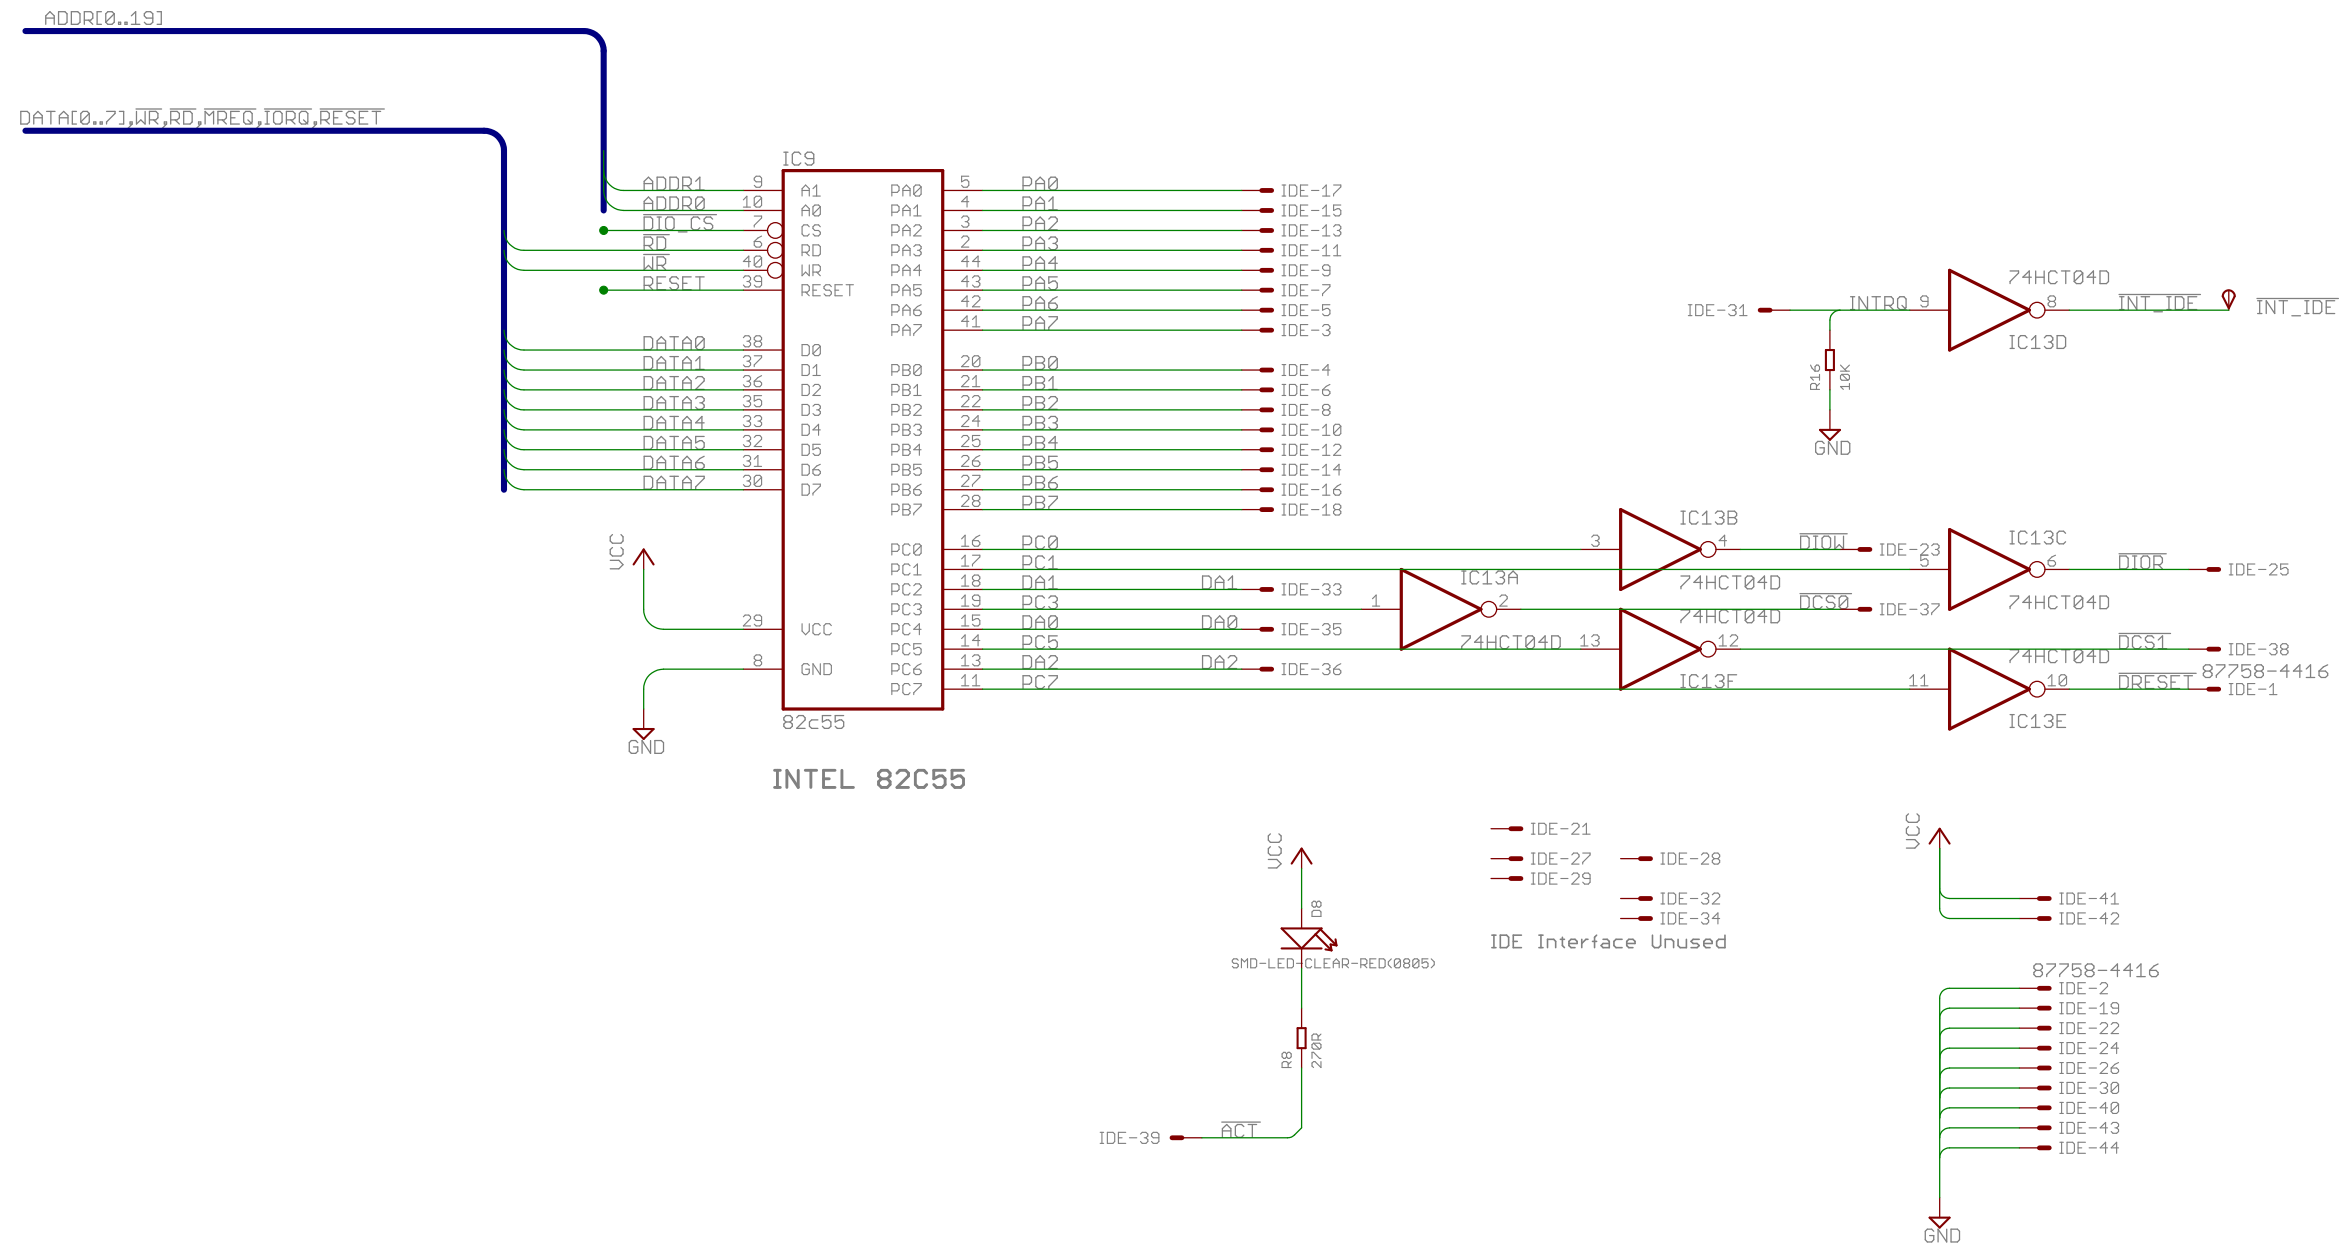 ADDR[0..19]
DATA[0..7],WR,RD,MREQ,IORQ,RESET
IC9
ADDR1 9 A1 PA0 5 PA0 IDE-17
ADDR0 10 A0 PA1 4 PA1 IDE-15
DIO_CS 7 CS PA2 3 PA2 IDE-13
RD 6 RD PA3 2 PA3 IDE-11
WR 40 WR PA4 44 PA4 IDE-9
RESET 39 RESET PA5 43 PA5 IDE-7
PA6 42 PA6 IDE-5
PA7 41 PA7 IDE-3
DATA0 38 D0
DATA1 37 D1 PB0 20 PB0 IDE-4
DATA2 36 D2 PB1 21 PB1 IDE-6
DATA3 35 D3 PB2 22 PB2 IDE-8
DATA4 33 D4 PB3 24 PB3 IDE-10
DATA5 32 D5 PB4 25 PB4 IDE-12
DATA6 31 D6 PB5 26 PB5 IDE-14
DATA7 30 D7 PB6 27 PB6 IDE-16
PB7 28 PB7 IDE-18
74HCT04D
IDE-31 INTRQ 9 8 INT_IDE INT_IDE
IC13D
R16 10K
GND
VCC
PC0 16 PC0 3 IC13B 4 DIOW IDE-23
74HCT04D
PC1 17 PC1 5 IC13C 6 DIOR IDE-25
74HCT04D
PC2 18 DA1 DA1 IDE-33
PC3 19 PC3 1 IC13A 2 DCS0 IDE-37
74HCT04D
29 VCC PC4 15 DA0 DA0 IDE-35
PC5 14 PC5 13 74HCT04D 12 DCS1 IDE-38
IC13F
8 GND PC6 13 DA2 DA2 IDE-36
87758-4416
PC7 11 PC7 11 74HCT04D 10 DRESET IDE-1
IC13E
GND
82c55
INTEL 82C55
VCC
D8
SMD-LED-CLEAR-RED(0805)
R8 270R
IDE-39 ACT
IDE-21
IDE-27 IDE-28
IDE-29
IDE-32
IDE-34
IDE Interface Unused
VCC
IDE-41
IDE-42
87758-4416
IDE-2
IDE-19
IDE-22
IDE-24
IDE-26
IDE-30
IDE-40
IDE-43
IDE-44
GND